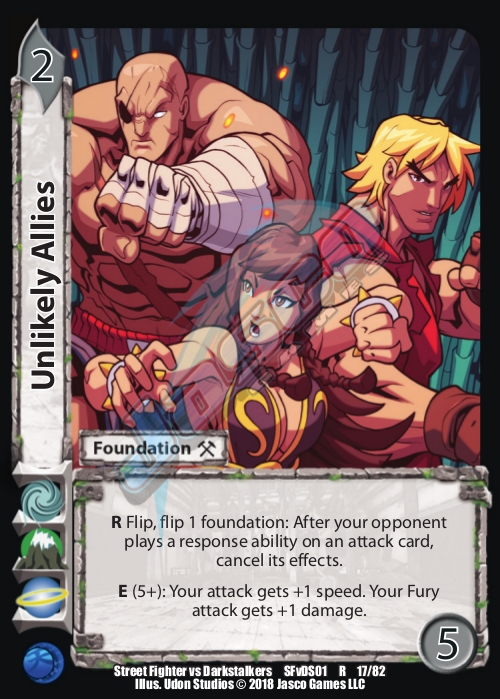 2
Unlikely Allies
Foundation
R Flip, flip 1 foundation: After your opponent
plays a response ability on an attack card,
cancel its effects.
E (5+): Your attack gets +1 speed. Your Fury
attack gets +1 damage.
5
Street Fighter vs Darkstalkers SFvDS01 R 17/82
Illus. Udon Studios © 2018 Jasco Games LLC